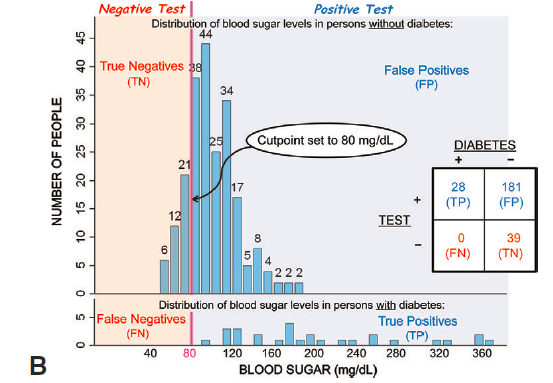 Negative Test Positive Test
Distribution of blood sugar levels in persons without diabetes:
45
40
35
30
25
20
15
10
5
0
NUMBER OF PEOPLE
True Negatives
(TN)
False Positives
(FP)
6
12
21
38
44
25
34
17
5
8
4
2 2 2
Cutpoint set to 80 mg/dL
DIABETES
+ –
TEST
+
28
(TP)
181
(FP)
–
0
(FN)
39
(TN)
Distribution of blood sugar levels in persons with diabetes:
5
0
False Negatives
(FN)
True Positives
(TP)
40 80 120 160 200 240 280 320 360
BLOOD SUGAR (mg/dL)
B